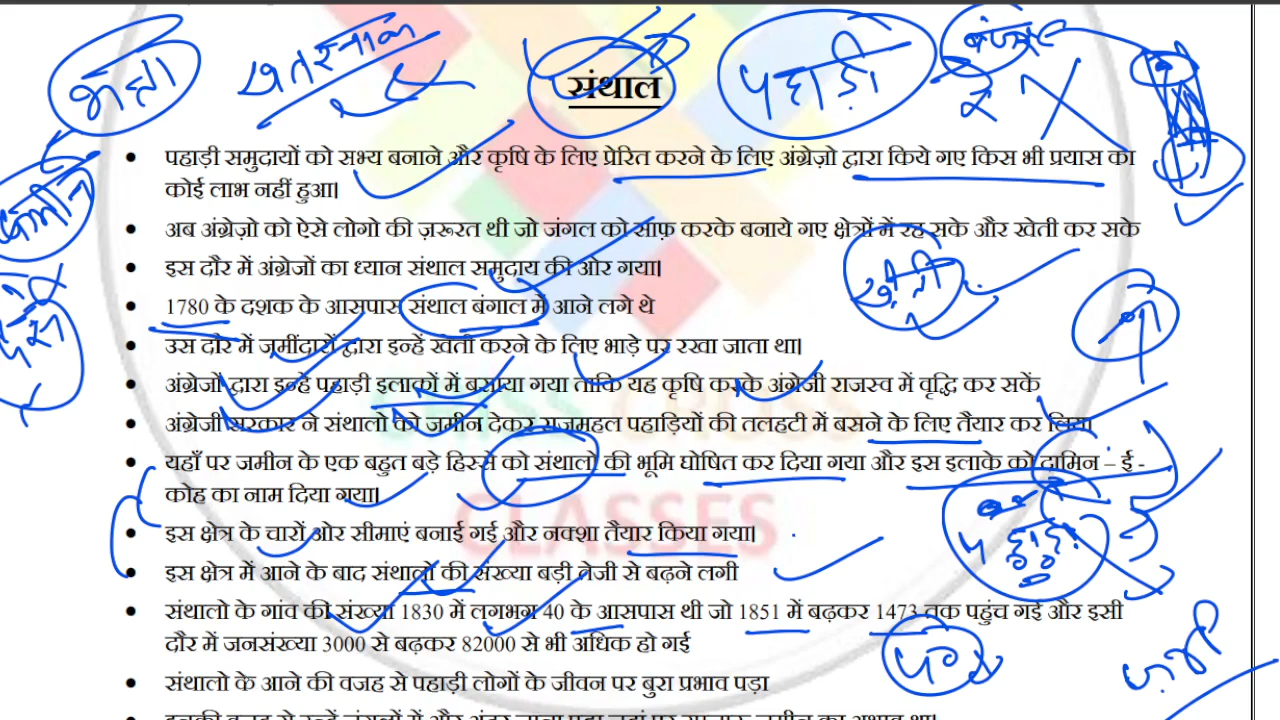 संथाल
पहाड़ी
• पहाड़ी समुदायों को सभ्य बनाने और कृषि के लिए प्रेरित करने के लिए अंग्रेज़ो द्वारा किये गए किस भी प्रयास का
कोई लाभ नहीं हुआ।
• अब अंग्रेज़ो को ऐसे लोगो की ज़रूरत थी जो जंगल को साफ़ करके बनाये गए क्षेत्रों में रह सके और खेती कर सके
• इस दौर में अंग्रेजों का ध्यान संथाल समुदाय की ओर गया।
• 1780 के दशक के आसपास संथाल बंगाल में आने लगे थे
• उस दौर में जमींदारों द्वारा इन्हें खेती करने के लिए भाड़े पर रखा जाता था।
• अंग्रेजों द्वारा इन्हें पहाड़ी इलाकों में बसाया गया ताकि यह कृषि करके अंग्रेजी राजस्व में वृद्धि कर सकें
• अंग्रेजी सरकार ने संथालो को जमीन देकर राजमहल पहाड़ियों की तलहटी में बसने के लिए तैयार कर लिया
• यहाँ पर जमीन के एक बहुत बड़े हिस्से को संथालो की भूमि घोषित कर दिया गया और इस इलाके को दामिन – ई -
कोह का नाम दिया गया।
• इस क्षेत्र के चारों ओर सीमाएं बनाई गई और नक्शा तैयार किया गया।
• इस क्षेत्र में आने के बाद संथालो की संख्या बड़ी तेजी से बढ़ने लगी
• संथालो के गांव की संख्या 1830 में लगभग 40 के आसपास थी जो 1851 में बढ़कर 1473 तक पहुंच गई और इसी
दौर में जनसंख्या 3000 से बढ़कर 82000 से भी अधिक हो गई
• संथालो के आने की वजह से पहाड़ी लोगों के जीवन पर बुरा प्रभाव पड़ा
CRISS CROSS
CLASSES